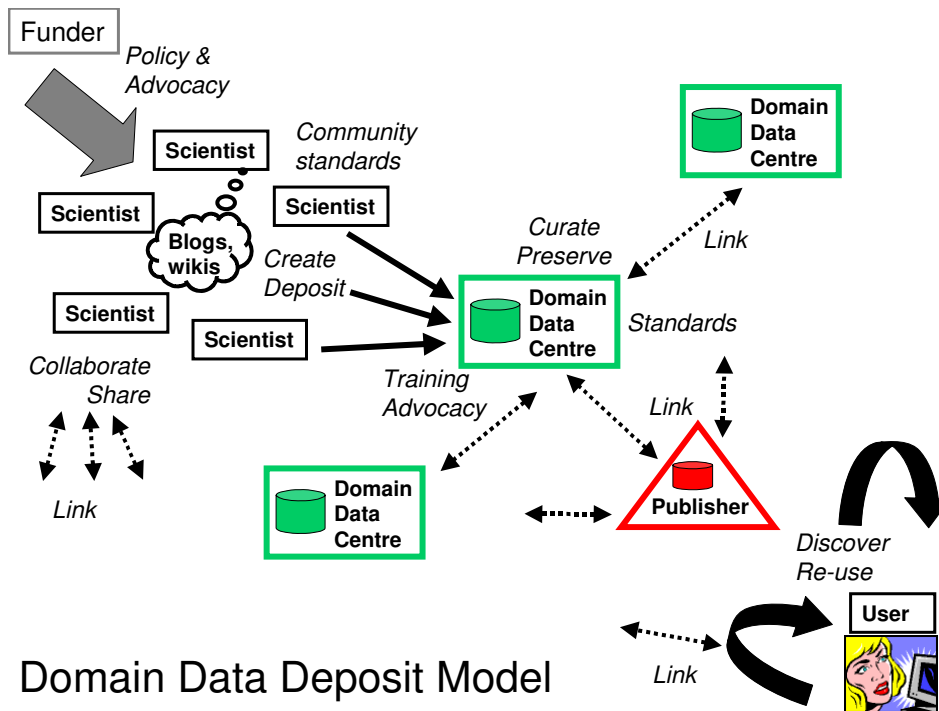 Funder
Policy &
Advocacy
Scientist
Community
standards
Scientist
Scientist
Blogs,
wikis
Create
Deposit
Scientist
Scientist
Collaborate
Share
Link
Domain
Data
Centre
Link
Curate
Preserve
Domain
Data
Centre
Standards
Training
Advocacy
Link
Domain
Data
Centre
Publisher
Discover
Re-use
User
Link
Domain Data Deposit Model